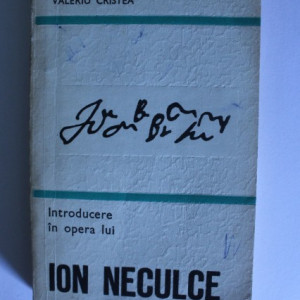 VALERIU CRISTEA
Introducere
în opera lui
ION NECULCE